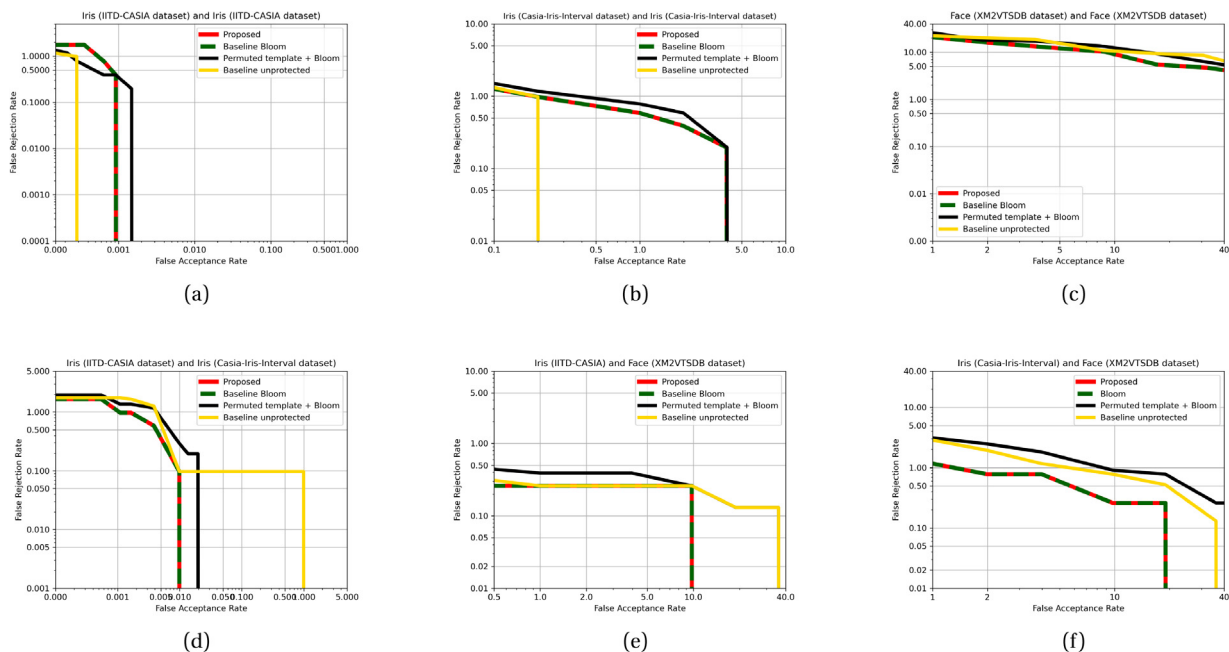 Iris (IITD-CASIA dataset) and Iris (IITD-CASIA dataset)
Proposed
Baseline Bloom
Permuted template + Bloom
Baseline unprotected
1.0000
0.5000
0.1000
0.0100
0.0010
0.0001
False Rejection Rate
0.000 0.001 0.010 0.100 0.5001.000
False Acceptance Rate
(a)
Iris (Casia-Iris-Interval dataset) and Iris (Casia-Iris-Interval dataset)
Proposed
Baseline Bloom
Permuted template + Bloom
Baseline unprotected
10.00
5.00
1.00
0.50
0.10
0.05
0.01
False Rejection Rate
0.1 0.5 1.0 5.0 10.0
False Acceptance Rate
(b)
Face (XM2VTSDB dataset) and Face (XM2VTSDB dataset)
40.00
20.00
10.00
5.00
1.00
0.50
0.10
0.01
0.00
False Rejection Rate
Proposed
Baseline Bloom
Permuted template + Bloom
Baseline unprotected
1 2 5 10 20 40
False Acceptance Rate
(c)
Iris (IITD-CASIA dataset) and Iris (Casia-Iris-Interval dataset)
Proposed
Baseline Bloom
Permuted template + Bloom
Baseline unprotected
5.000
1.000
0.500
0.100
0.050
0.010
0.005
0.001
False Rejection Rate
0.000 0.001 0.005 0.010 0.050 0.100 0.500 1.000 5.000
False Acceptance Rate
(d)
Iris (IITD-CASIA) and Face (XM2VTSDB dataset)
Proposed
Baseline Bloom
Permuted template + Bloom
Baseline unprotected
10.00
5.00
1.00
0.50
0.10
0.05
0.01
False Rejection Rate
0.5 1.0 2.0 5.0 10.0 20.0 40.0
False Acceptance Rate
(e)
Iris (Casia-Iris-Interval) and Face (XM2VTSDB dataset)
Proposed
Bloom
Permuted template + Bloom
Baseline unprotected
40.00
20.00
10.00
5.00
1.00
0.50
0.10
0.05
0.01
False Rejection Rate
1 2 5 10 20 40
False Acceptance Rate
(f)